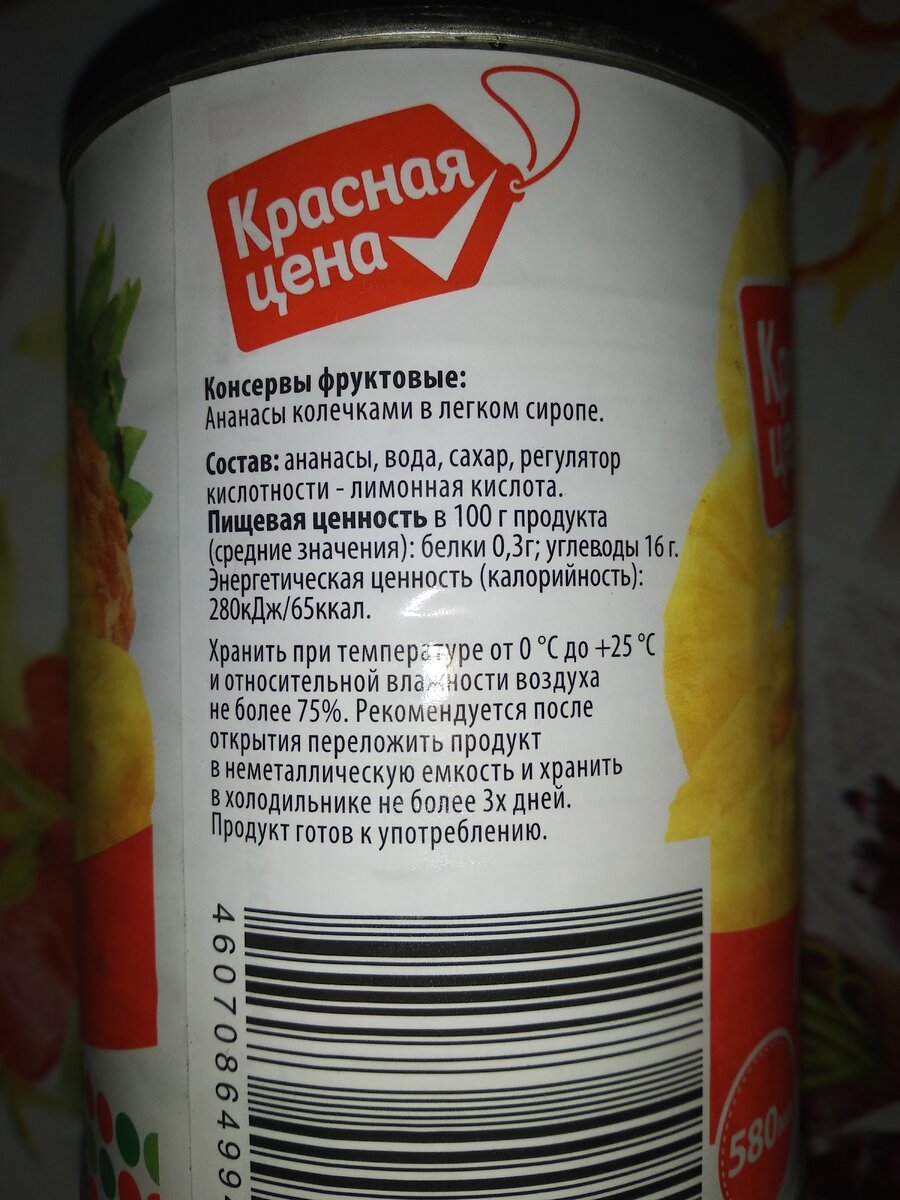 Красная
цена
Консервы фруктовые:
Ананасы колечками в легком сиропе.
Состав: ананасы, вода, сахар, регулятор
кислотности - лимонная кислота.
Пищевая ценность в 100 г продукта
(средние значения): белки 0,3г; углеводы 16 г.
Энергетическая ценность (калорийность):
280кДж/65ккал.
Хранить при температуре от 0 °С до +25 °С
и относительной влажности воздуха
не более 75%. Рекомендуется после
открытия переложить продукт
в неметаллическую емкость и хранить
в холодильнике не более 3х дней.
Продукт готов к употреблению.
46070864994
580